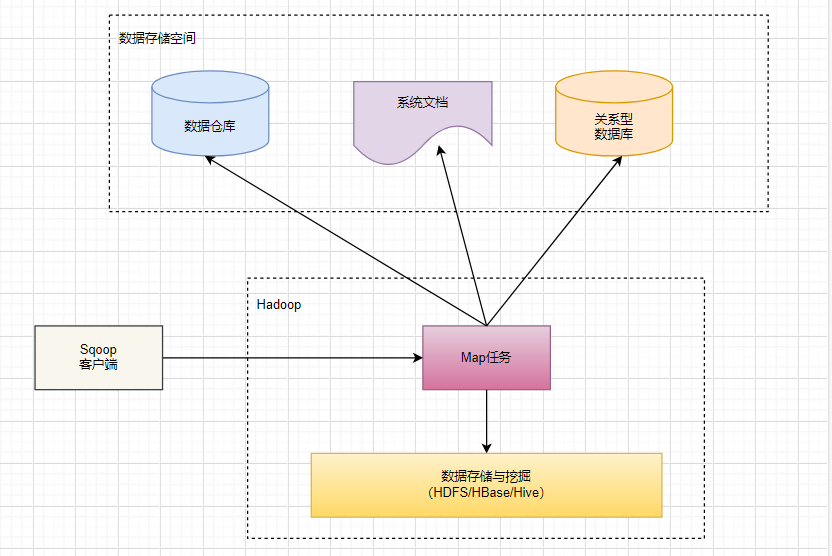 数据存储空间
数据仓库
系统文档
关系型
数据库
Hadoop
Sqoop
客户端
Map任务
数据存储与挖掘
（HDFS/HBase/Hive）